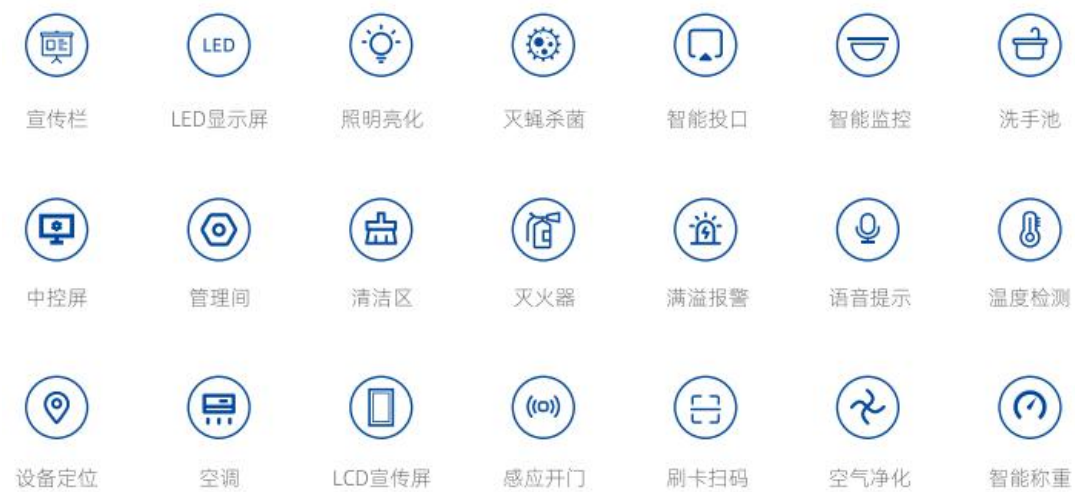 LED
宣传栏 LED显示屏 照明亮化 灭蝇杀菌 智能投口 智能监控 洗手池
中控屏 管理间 清洁区 灭火器 满溢报警 语音提示 温度检测
设备定位 空调 LCD宣传屏 感应开门 刷卡扫码 空气净化 智能称重